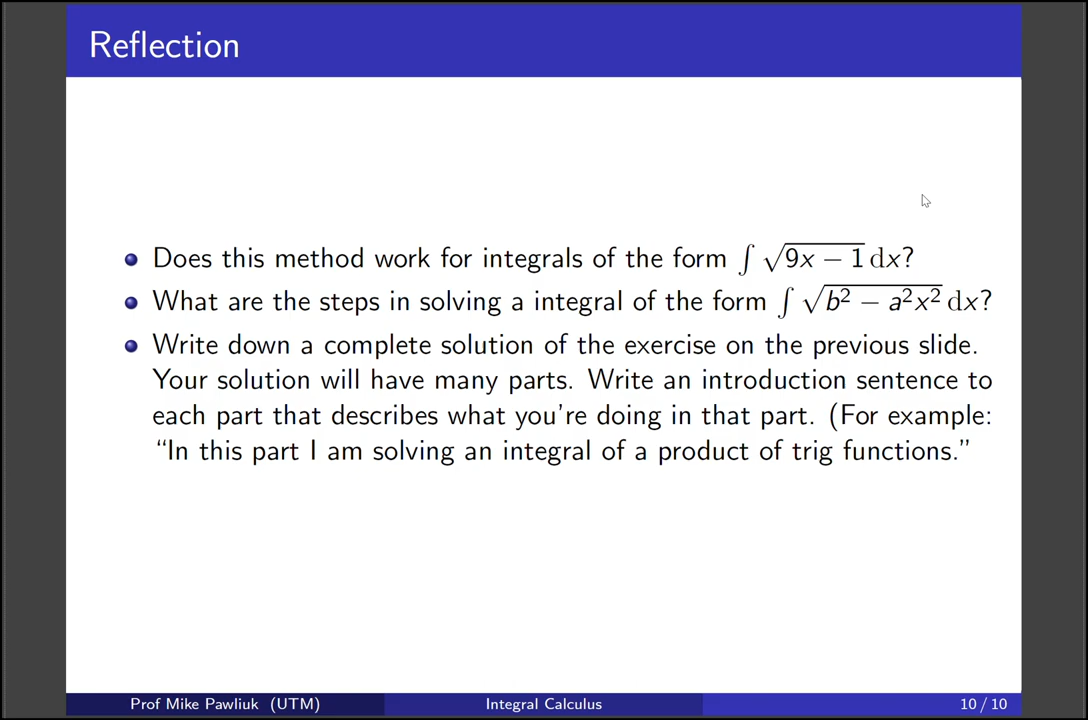 Reflection
Does this method work for integrals of the form ∫ √(9x − 1) dx?
What are the steps in solving a integral of the form ∫ √(b² − a²x²) dx?
Write down a complete solution of the exercise on the previous slide.
Your solution will have many parts. Write an introduction sentence to
each part that describes what you're doing in that part. (For example:
“In this part I am solving an integral of a product of trig functions.”
Prof Mike Pawliuk (UTM) Integral Calculus 10 / 10